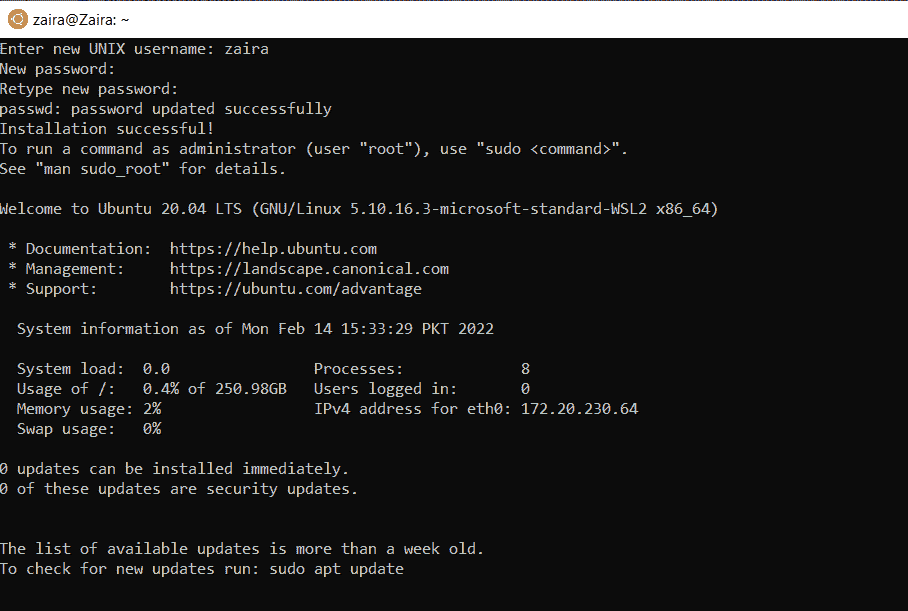 zaira@Zaira: ~
Enter new UNIX username: zaira
New password:
Retype new password:
passwd: password updated successfully
Installation successful!
To run a command as administrator (user "root"), use "sudo <command>".
See "man sudo_root" for details.
Welcome to Ubuntu 20.04 LTS (GNU/Linux 5.10.16.3-microsoft-standard-WSL2 x86_64)
* Documentation:  https://help.ubuntu.com
* Management:     https://landscape.canonical.com
* Support:        https://ubuntu.com/advantage
System information as of Mon Feb 14 15:33:29 PKT 2022
System load:  0.0                Processes:             8
Usage of /:   0.4% of 250.98GB   Users logged in:       0
Memory usage: 2%                 IPv4 address for eth0: 172.20.230.64
Swap usage:   0%
0 updates can be installed immediately.
0 of these updates are security updates.
The list of available updates is more than a week old.
To check for new updates run: sudo apt update